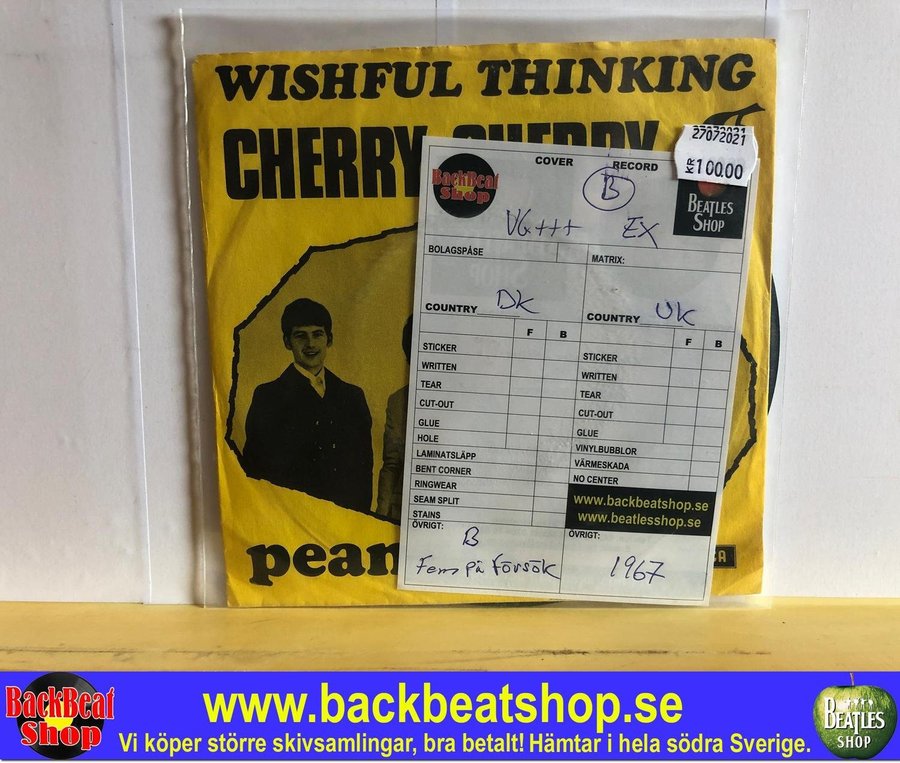 WISHFUL THINKING
CHERRY CHERRY
27072021
KR 100.00
BackBeat
Shop
COVER
RECORD
B
BEATLES
SHOP
VG+++
EX
BOLAGSPÅSE
MATRIX:
COUNTRY DK
COUNTRY UK
F B
F B
STICKER
WRITTEN
TEAR
CUT-OUT
GLUE
HOLE
LAMINATSLÄPP
BENT CORNER
RINGWEAR
SEAM SPLIT
STAINS
ÖVRIGT:
B
Fem på försök
STICKER
WRITTEN
TEAR
CUT-OUT
GLUE
VINYLBUBBLOR
VÄRMESKADA
NO CENTER
www.backbeatshop.se
www.beatlesshop.se
ÖVRIGT:
1967
pean
BackBeat
Shop
www.backbeatshop.se
Vi köper större skivsamlingar, bra betalt! Hämtar i hela södra Sverige.
BEATLES
SHOP